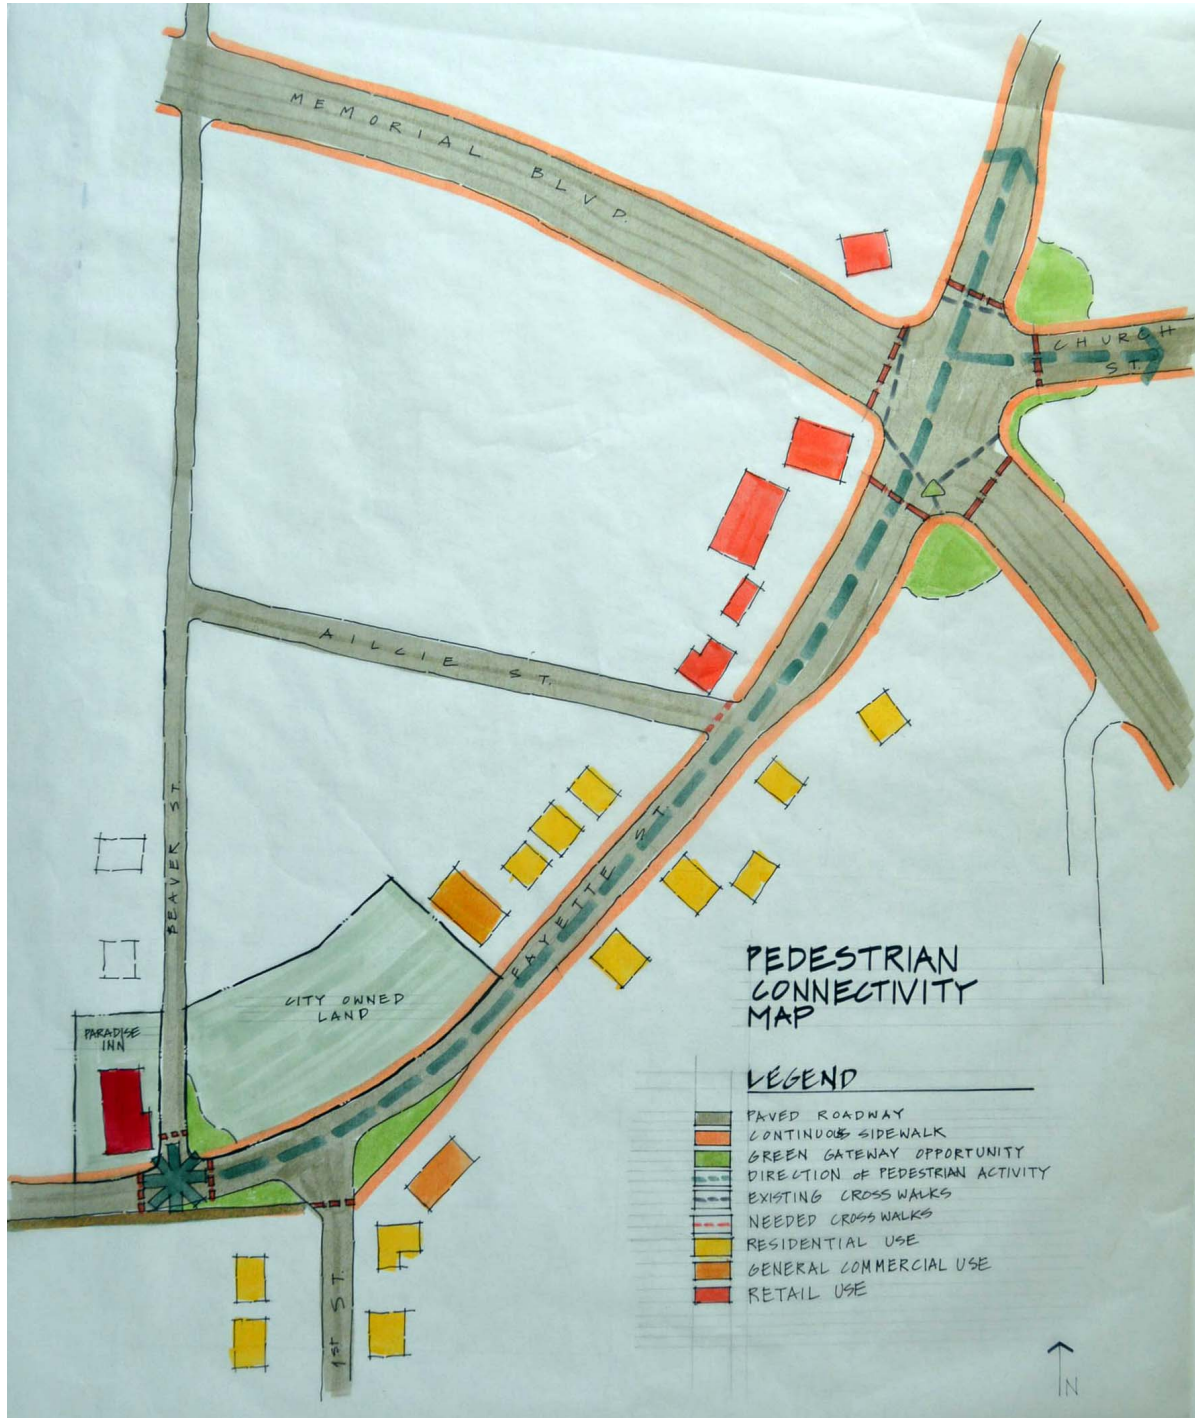 MEMORIAL BLVD.
CHURCH
ST.
AILCIE ST.
BEAVER ST.
FAYETTE ST
CITY OWNED
LAND
PARADISE
INN
1ST ST.
PEDESTRIAN
CONNECTIVITY
MAP
LEGEND
PAVED ROADWAY
CONTINUOUS SIDEWALK
GREEN GATEWAY OPPORTUNITY
DIRECTION OF PEDESTRIAN ACTIVITY
EXISTING CROSSWALKS
NEEDED CROSSWALKS
RESIDENTIAL USE
GENERAL COMMERCIAL USE
RETAIL USE
N